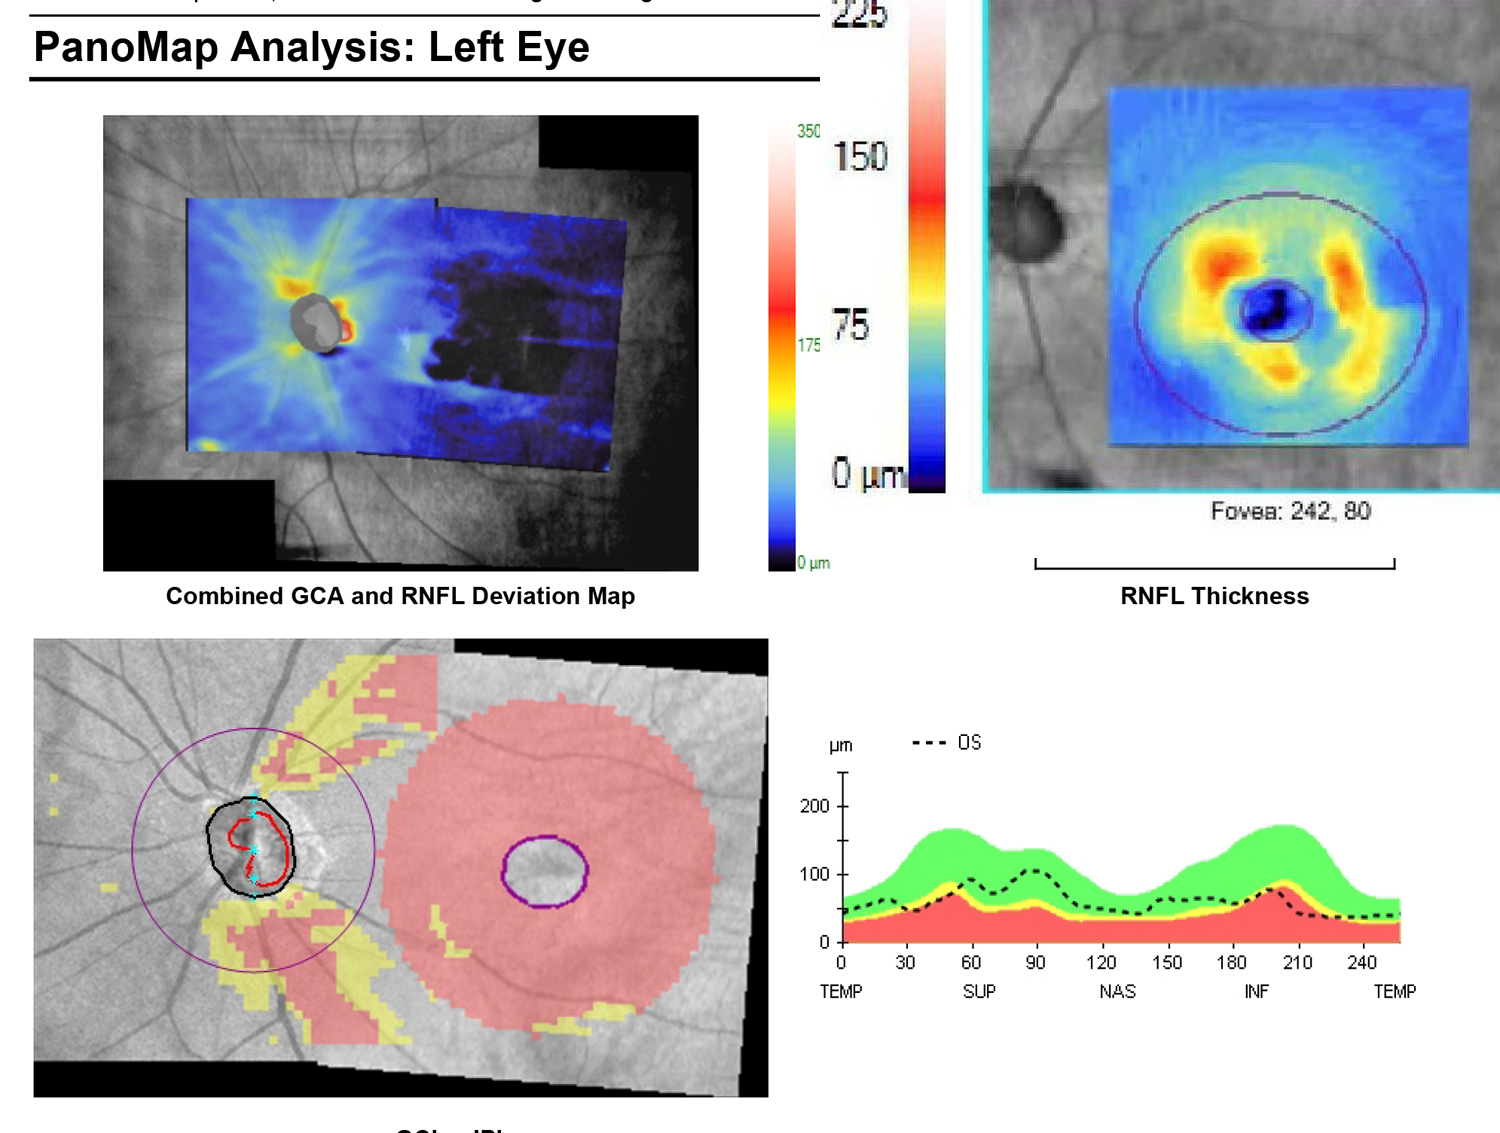 PanoMap Analysis: Left Eye
350
175
0 µm
225
150
75
0 µm
Fovea: 242, 80
Combined GCA and RNFL Deviation Map
RNFL Thickness
µm
OS
200
100
0
0 30 60 90 120 150 180 210 240
TEMP SUP NAS INF TEMP